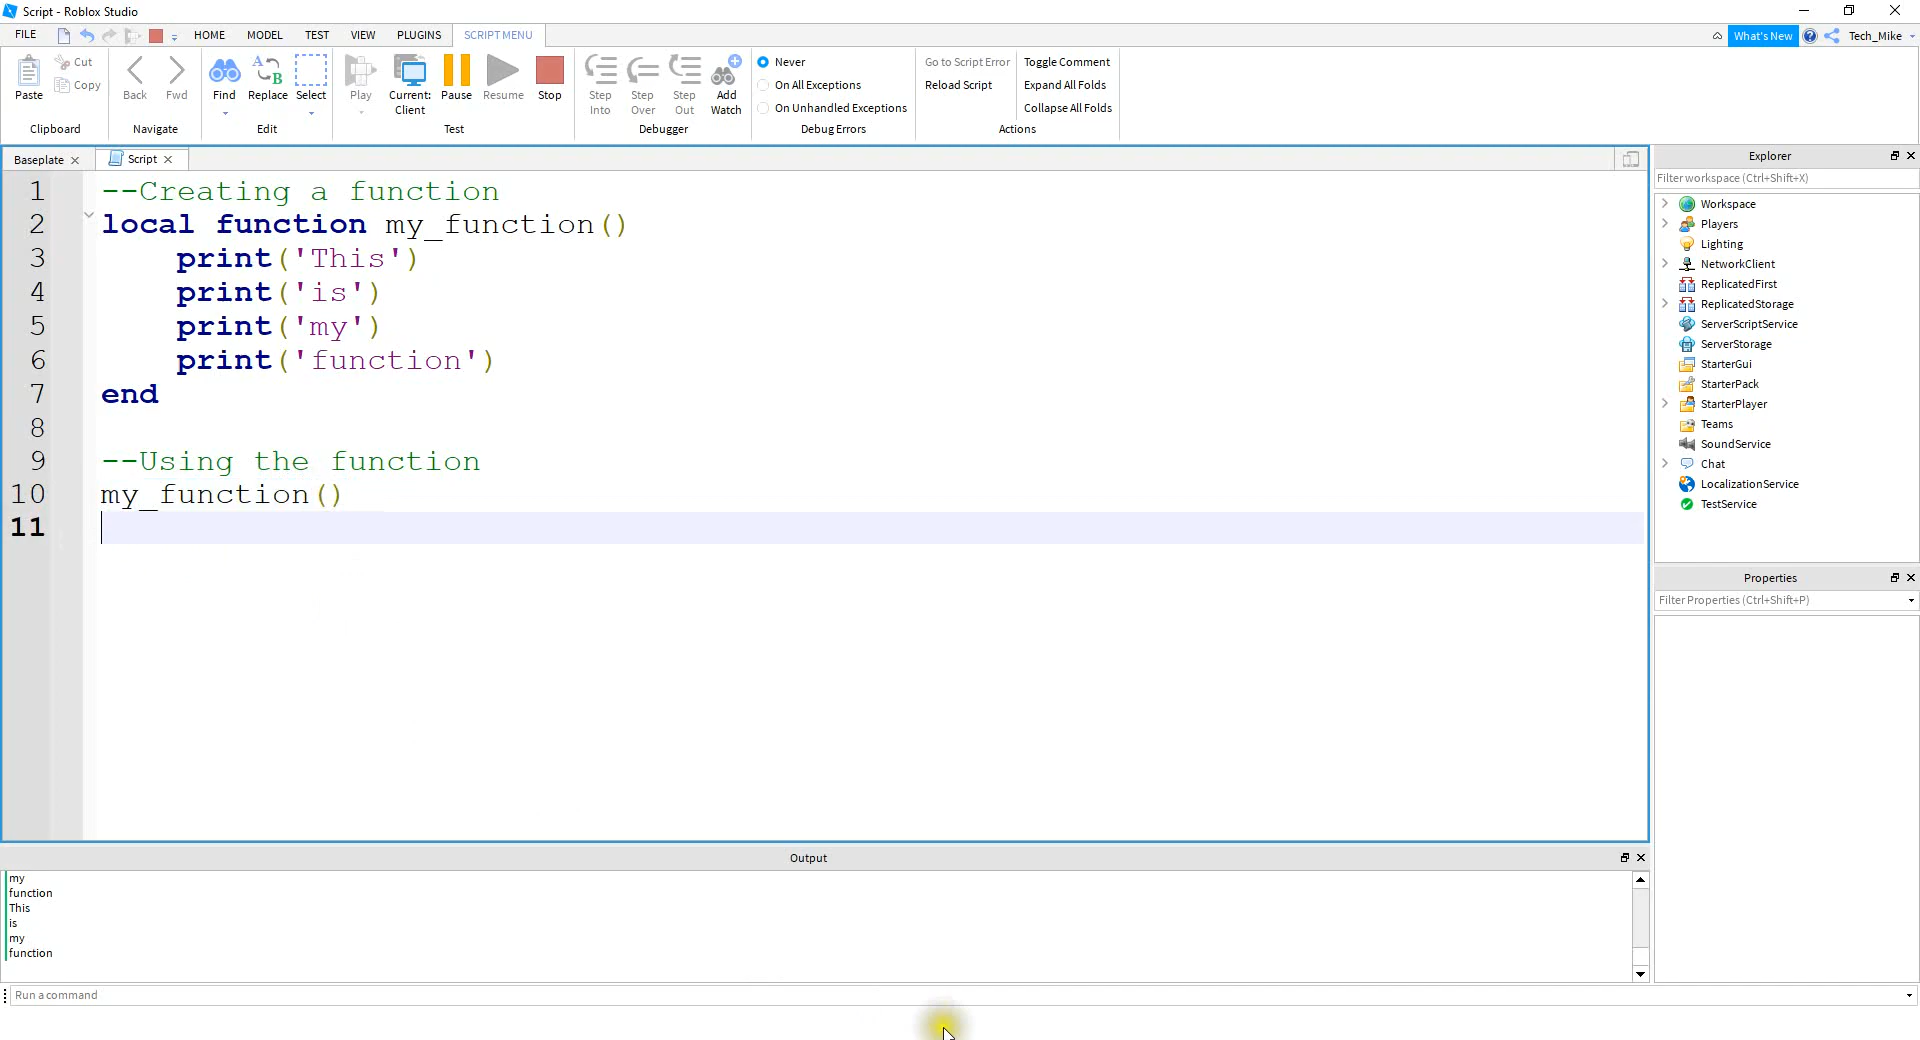 Script - Roblox Studio
FILE HOME MODEL TEST VIEW PLUGINS SCRIPT MENU What's New Tech_Mike
Paste Cut Copy
Clipboard
Back Fwd
Navigate
Find Replace Select
Edit
Play Current: Client Pause Resume Stop
Test
Step Into Step Over Step Out Add Watch
Debugger
Never
On All Exceptions
On Unhandled Exceptions
Debug Errors
Go to Script Error Toggle Comment
Reload Script Expand All Folds
Collapse All Folds
Actions
Baseplate Script
1 --Creating a function
2 local function my_function()
3 print('This')
4 print('is')
5 print('my')
6 print('function')
7 end
8
9 --Using the function
10 my_function()
11
Explorer
Filter workspace (Ctrl+Shift+X)
Workspace
Players
Lighting
NetworkClient
ReplicatedFirst
ReplicatedStorage
ServerScriptService
ServerStorage
StarterGui
StarterPack
StarterPlayer
Teams
SoundService
Chat
LocalizationService
TestService
Properties
Filter Properties (Ctrl+Shift+P)
Output
my
function
This
is
my
function
Run a command